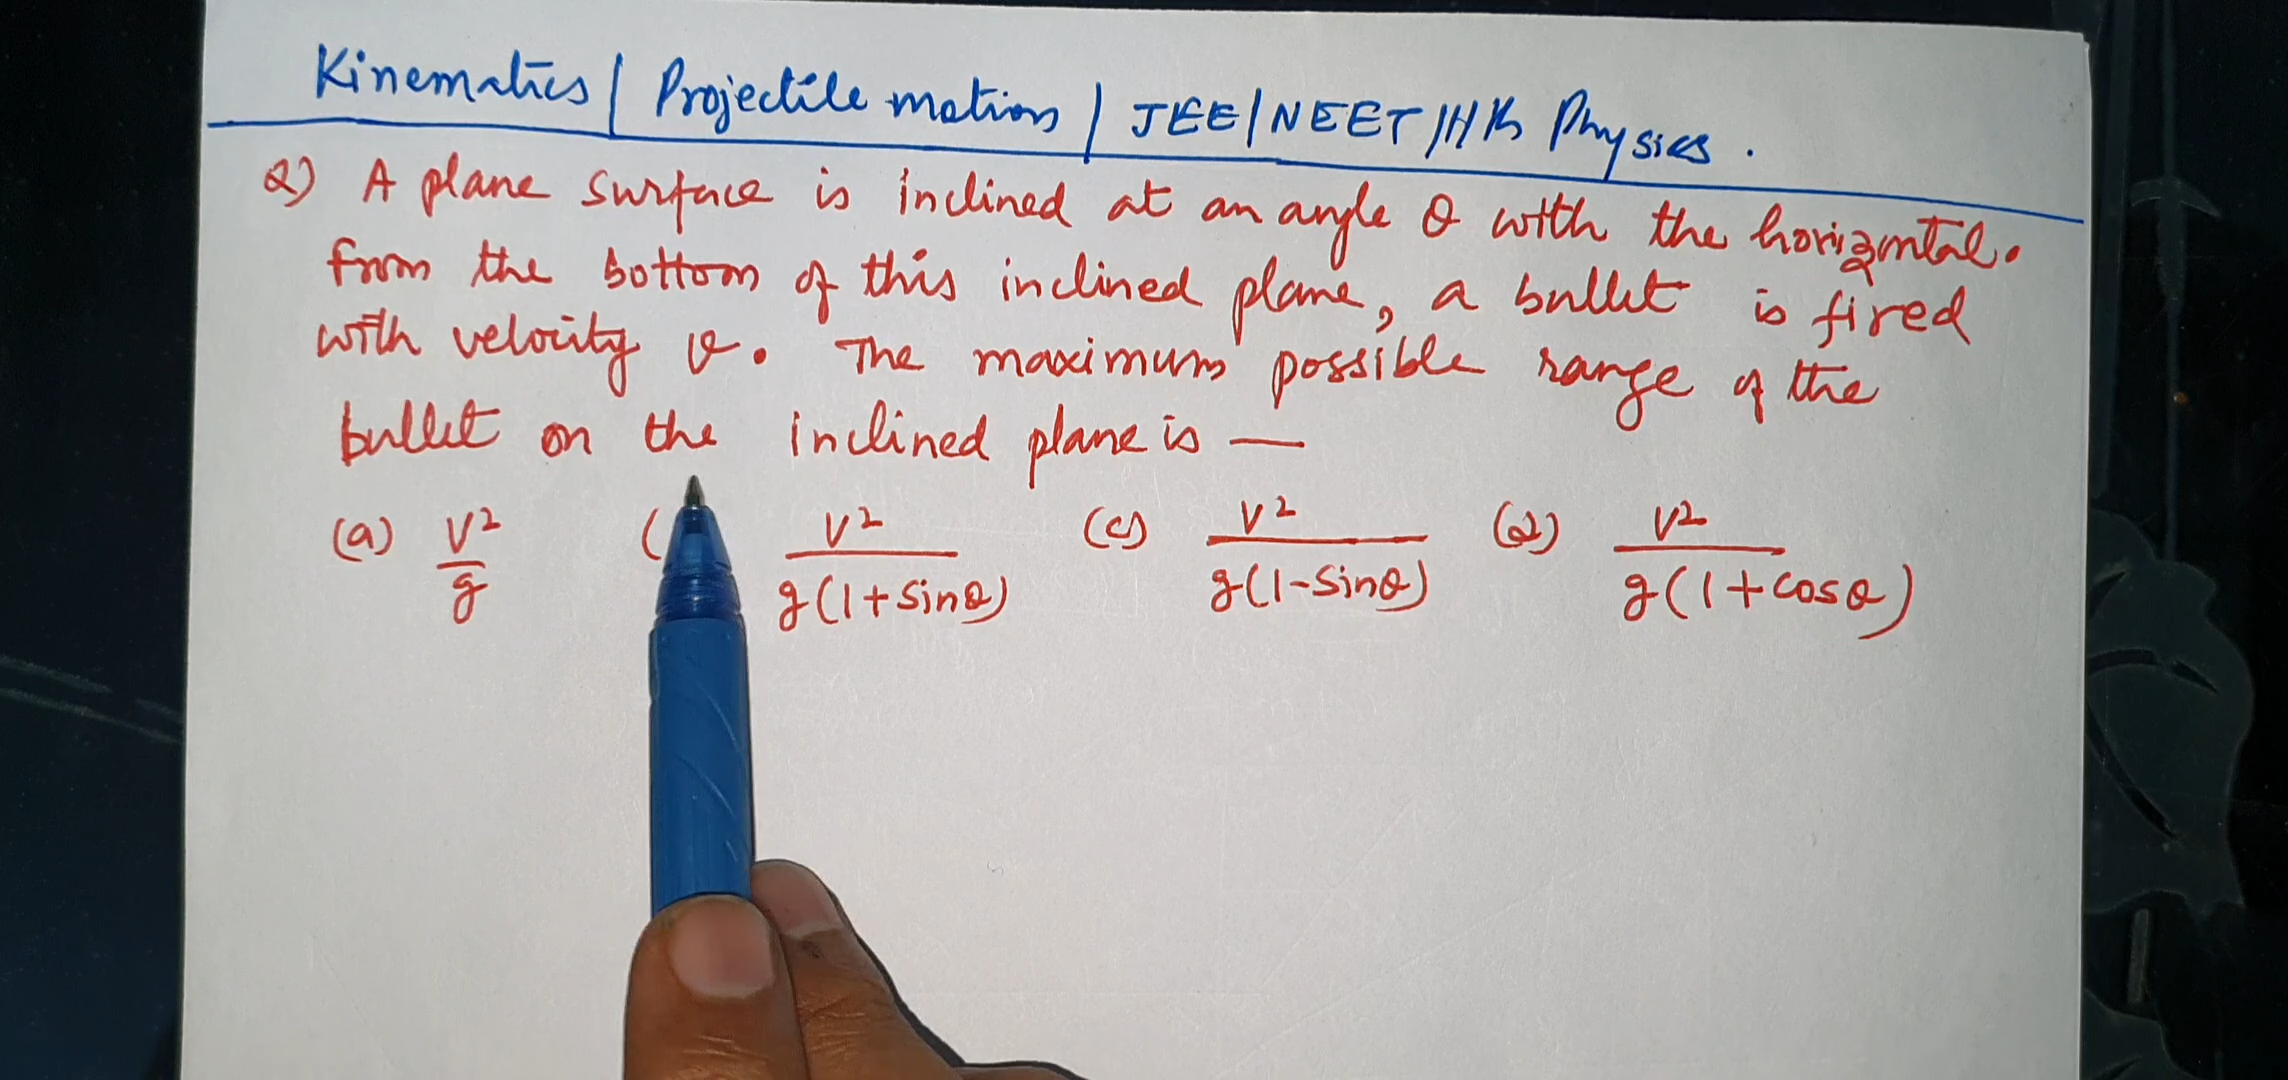 Kinematics | Projectile motion | JEE/NEET/ Physics.
Q) A plane surface is inclined at an angle θ with the horizontal.
from the bottom of this inclined plane, a bullet is fired
with velocity v. The maximum possible range of the
bullet on the inclined plane is —
(a) v²/g ( v²/g(1+sinθ) (c) v²/g(1-sinθ) (d) v²/g(1+cosθ)